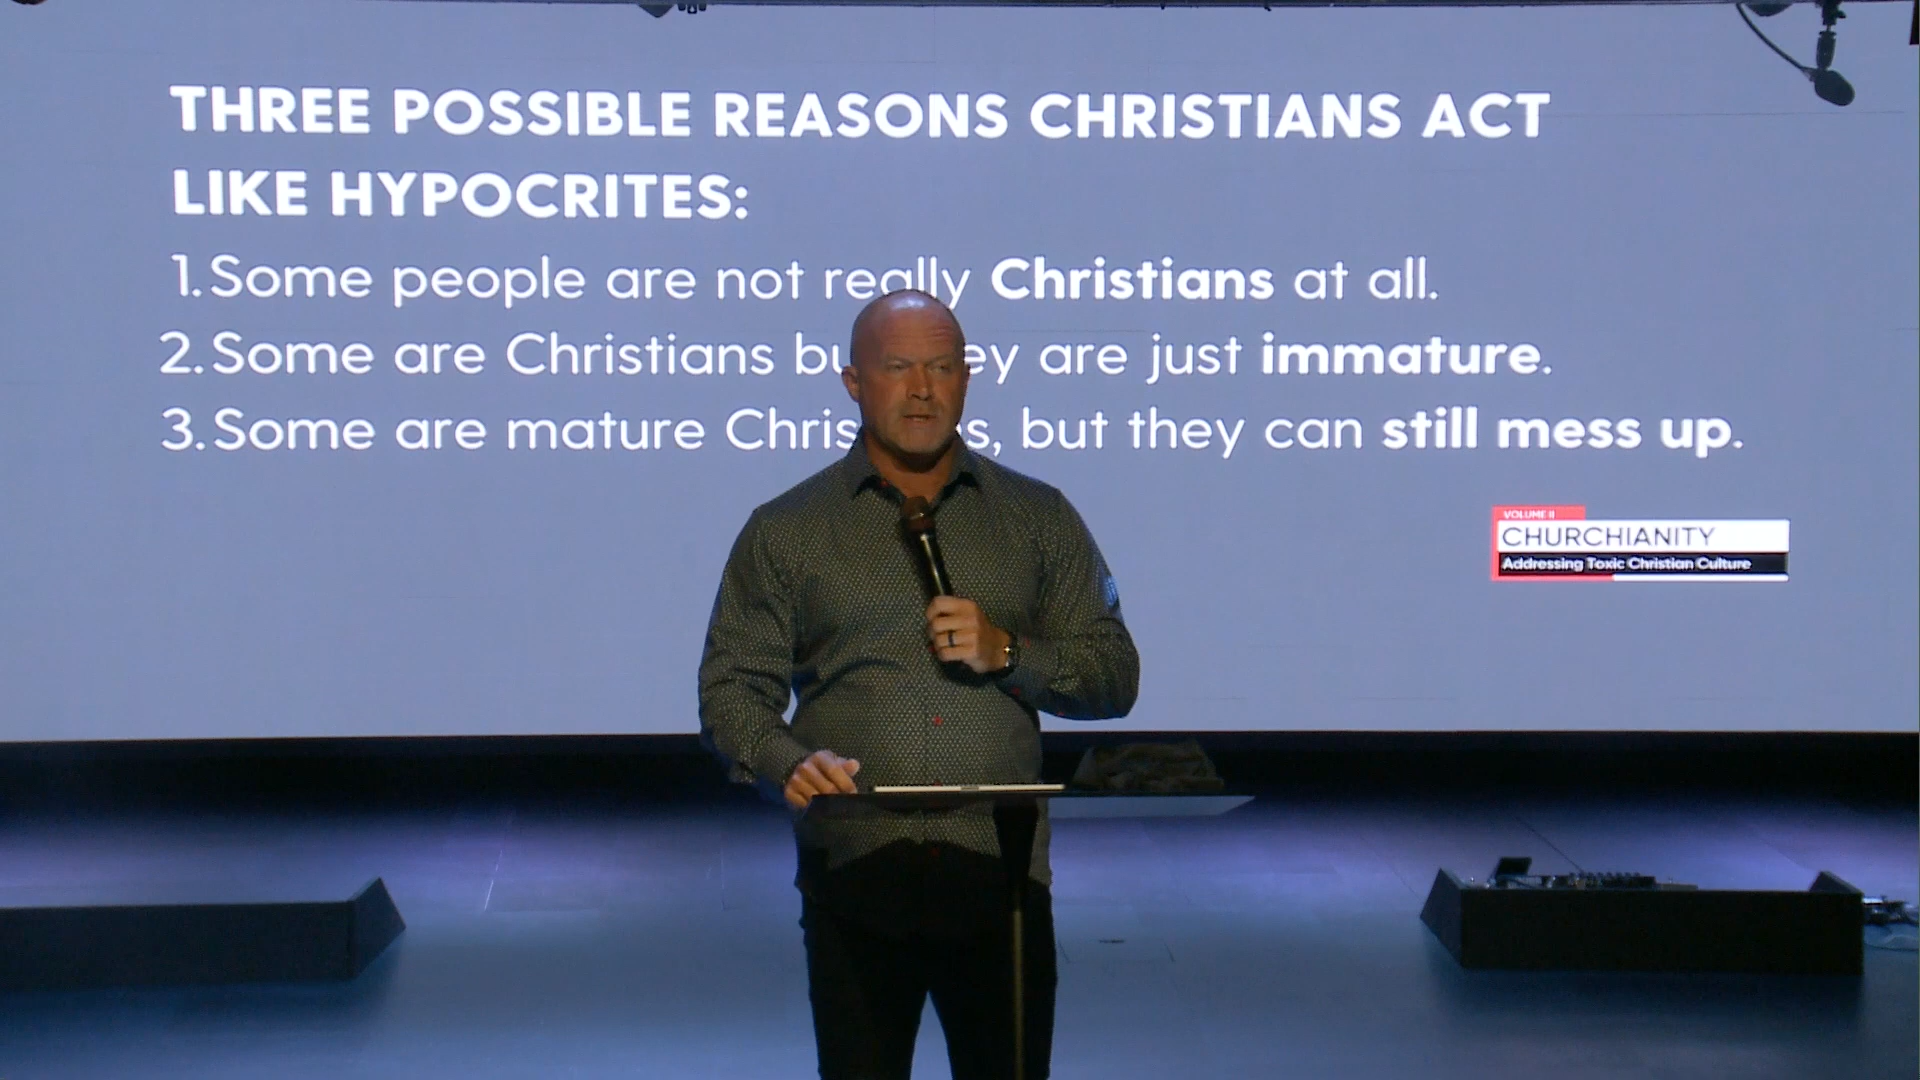 THREE POSSIBLE REASONS CHRISTIANS ACT
LIKE HYPOCRITES:
1. Some people are not really Christians at all.
2. Some are Christians are just immature.
3. Some are mature but they can still mess up.
VOLUME II
CHURCHIANITY
Addressing Toxic Christian Culture